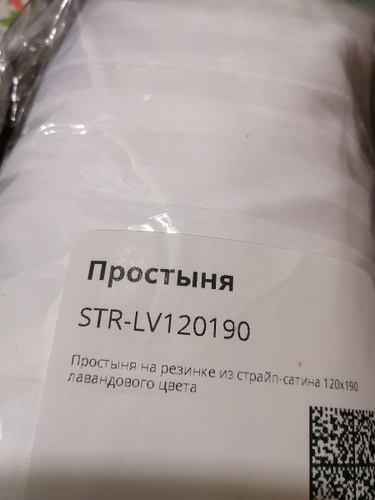 Простыня
STR-LV120190
Простыня на резинке из страйп-сатина 120х190
лавандового цвета